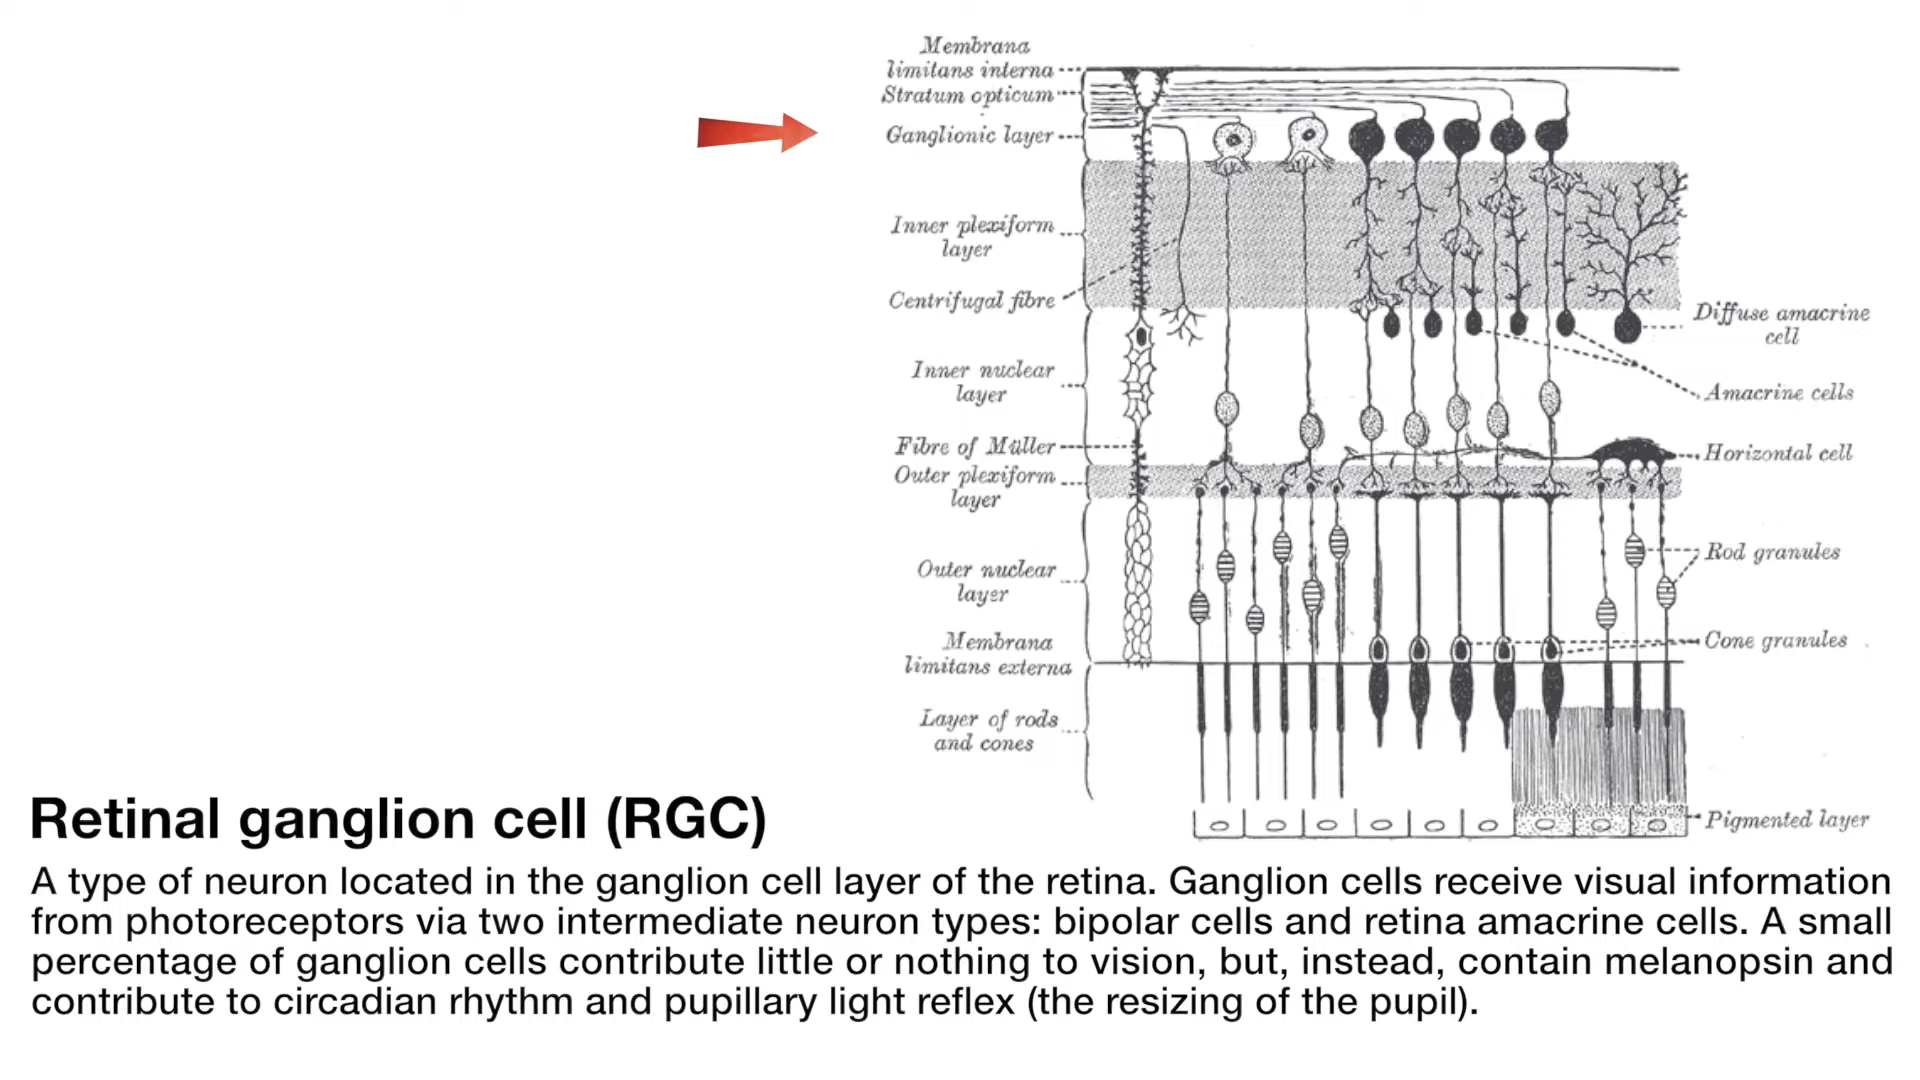 Membrana
limitans interna
Stratum opticum
Ganglionic layer
Inner plexiform
layer
Centrifugal fibre
Diffuse amacrine
cell
Inner nuclear
layer
Amacrine cells
Fibre of Müller
Horizontal cell
Outer plexiform
layer
Rod granules
Outer nuclear
layer
Membrana
limitans externa
Cone granules
Layer of rods
and cones
Pigmented layer
Retinal ganglion cell (RGC)
A type of neuron located in the ganglion cell layer of the retina. Ganglion cells receive visual information
from photoreceptors via two intermediate neuron types: bipolar cells and retina amacrine cells. A small
percentage of ganglion cells contribute little or nothing to vision, but, instead, contain melanopsin and
contribute to circadian rhythm and pupillary light reflex (the resizing of the pupil).